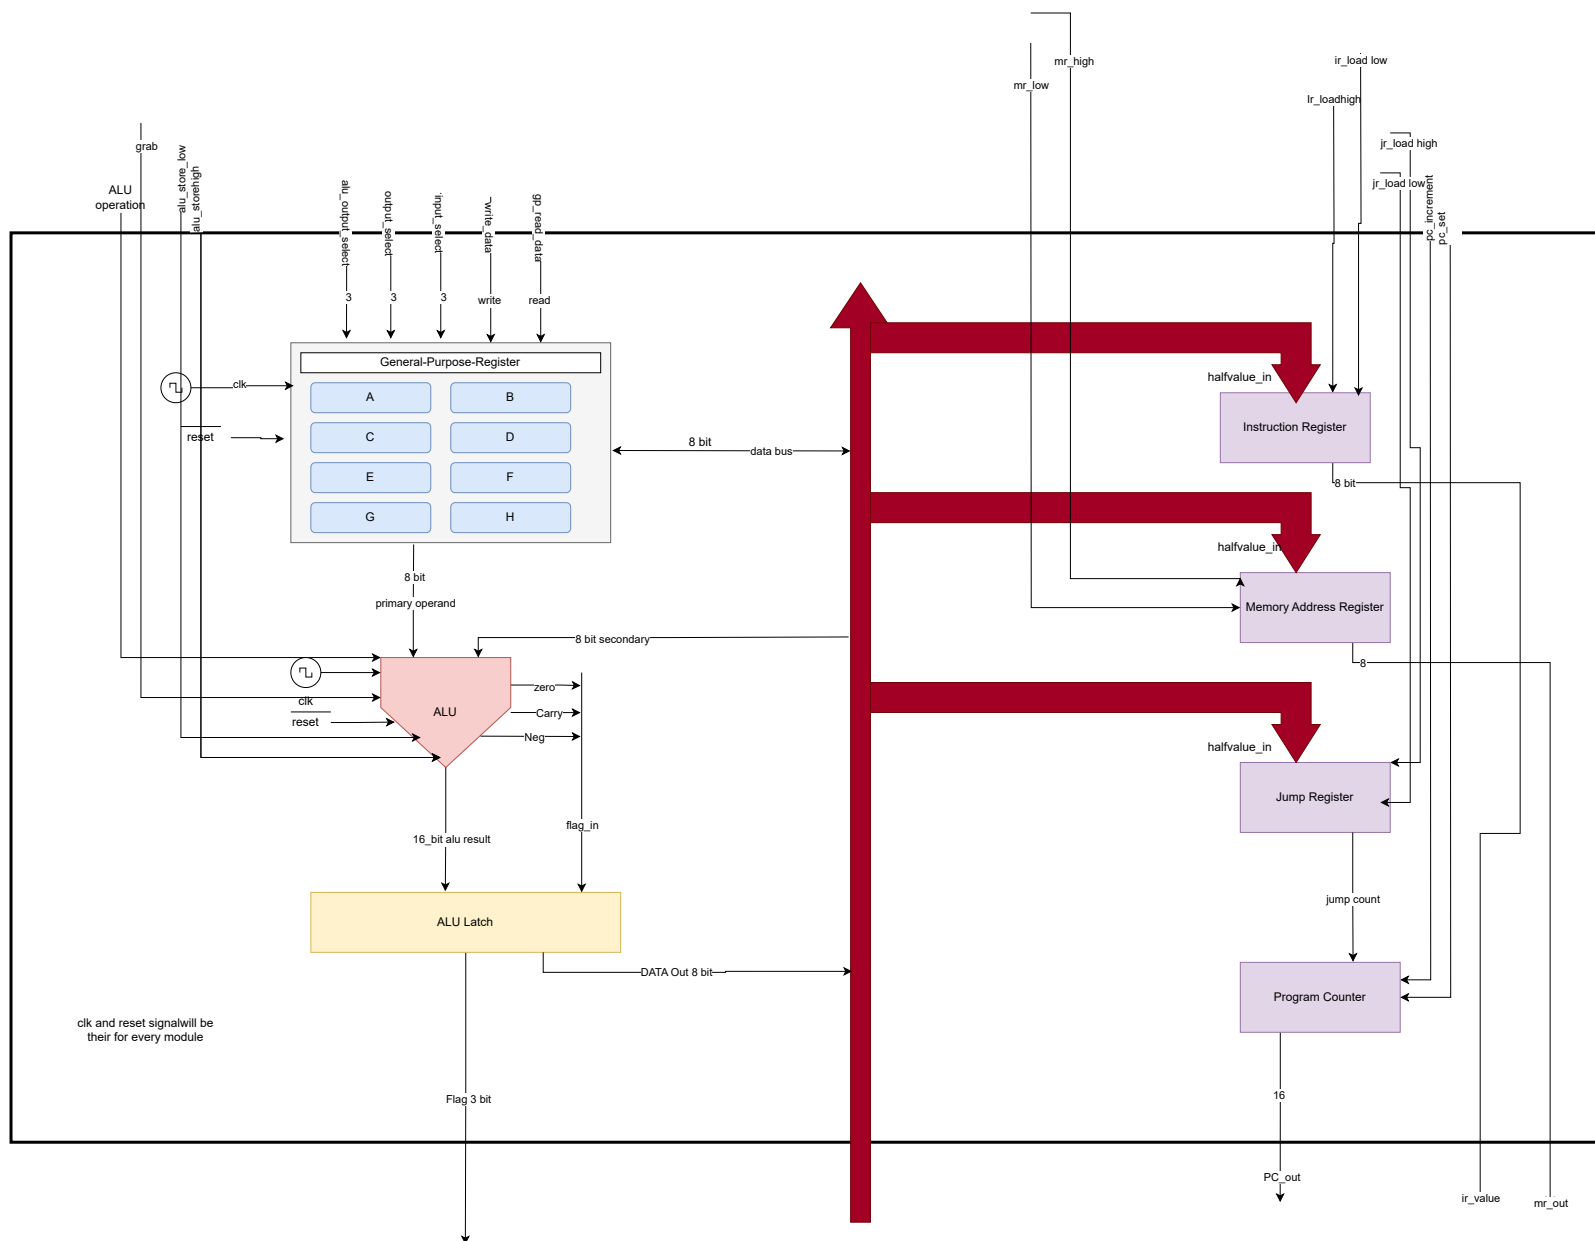 mr_high
mr_low
ir_load low
Ir_loadhigh
jr_load high
jr_load low
pc_increment
pc_set
grab
alu_store_low
alu_storehigh
ALU
operation
alu_output_select
output_select
input_select
write_data
gp_read_data
3
3
3
write
read
General-Purpose-Register
clk
A
B
reset
C
D
E
F
G
H
8 bit
data bus
halfvalue_in
Instruction Register
8 bit
halfvalue_in
Memory Address Register
8
8 bit
primary operand
8 bit secondary
clk
reset
ALU
zero
Carry
Neg
halfvalue_in
Jump Register
16_bit alu result
flag_in
jump count
ALU Latch
DATA Out 8 bit
Program Counter
clk and reset signalwill be
their for every module
Flag 3 bit
16
PC_out
ir_value
mr_out